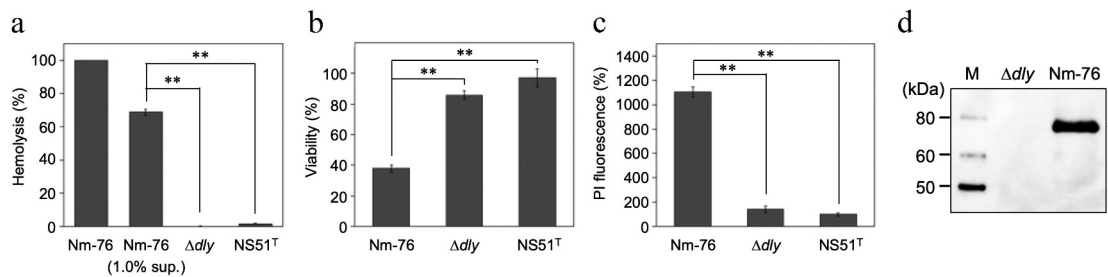 a
Hemolysis (%)
100
80
60
40
20
0
**
**
Nm-76 Nm-76 Δdly NS51ᵀ
(1.0% sup.)
b
Viability (%)
100
80
60
40
20
0
**
**
Nm-76 Δdly NS51ᵀ
c
PI fluorescence (%)
1400
1200
1000
800
600
400
200
0
**
**
Nm-76 Δdly NS51ᵀ
d
M Δdly Nm-76
(kDa)
80
60
50